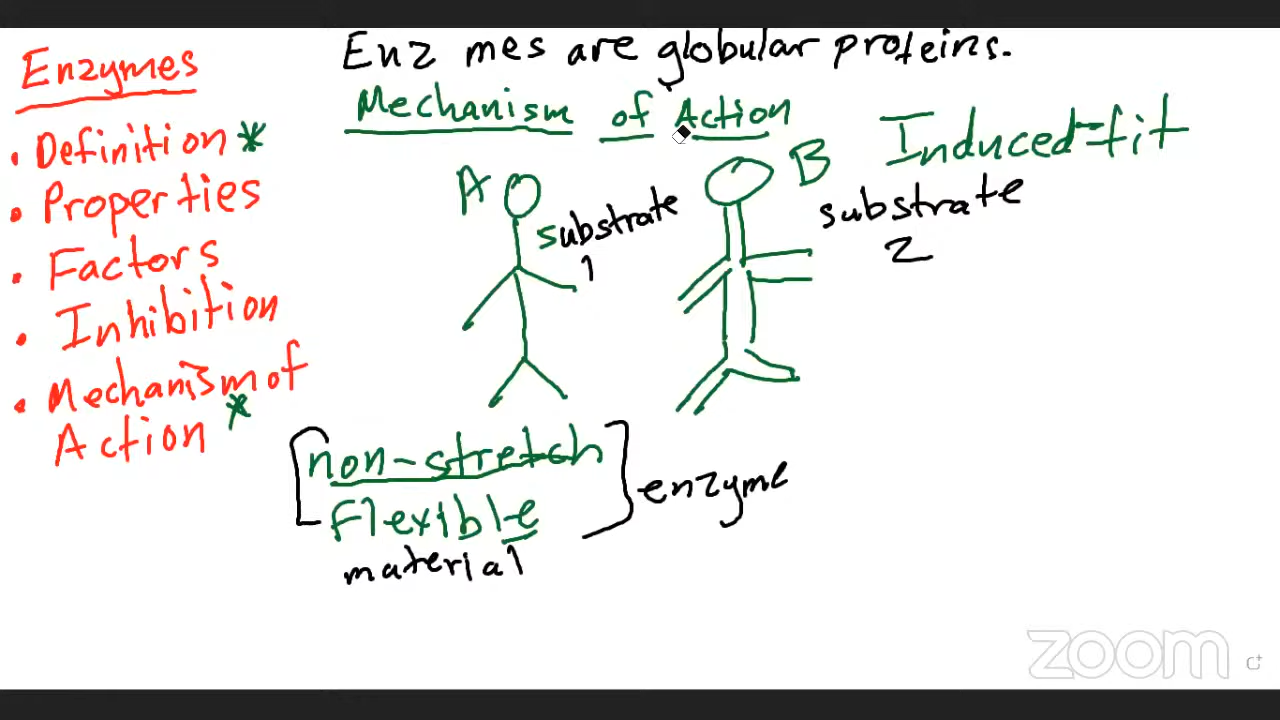 Enzymes
• Definition *
• Properties
• Factors
• Inhibition
• Mechanism of
Action *
Enz mes are globular proteins.
Mechanism of Action
A
substrate
1
B
Induced-fit
substrate
2
non-stretch
flexible
material
enzyme
zoom